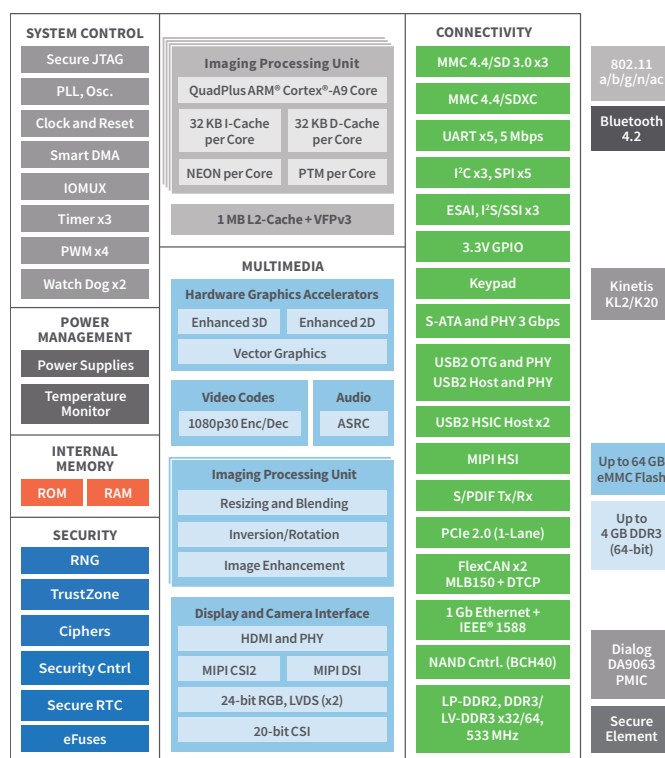 SYSTEM CONTROL
Secure JTAG
PLL, Osc.
Clock and Reset
Smart DMA
IOMUX
Timer x3
PWM x4
Watch Dog x2
POWER
MANAGEMENT
Power Supplies
Temperature
Monitor
INTERNAL
MEMORY
ROM
RAM
SECURITY
RNG
TrustZone
Ciphers
Security Cntrl
Secure RTC
eFuses
Imaging Processing Unit
QuadPlus ARM® Cortex®-A9 Core
32 KB I-Cache
per Core
32 KB D-Cache
per Core
NEON per Core
PTM per Core
1 MB L2-Cache + VFPv3
MULTIMEDIA
Hardware Graphics Accelerators
Enhanced 3D
Enhanced 2D
Vector Graphics
Video Codes
1080p30 Enc/Dec
Audio
ASRC
Imaging Processing Unit
Resizing and Blending
Inversion/Rotation
Image Enhancement
Display and Camera Interface
HDMI and PHY
MIPI CSI2
MIPI DSI
24-bit RGB, LVDS (x2)
20-bit CSI
CONNECTIVITY
MMC 4.4/SD 3.0 x3
MMC 4.4/SDXC
UART x5, 5 Mbps
I²C x3, SPI x5
ESAI, I²S/SSI x3
3.3V GPIO
Keypad
S-ATA and PHY 3 Gbps
USB2 OTG and PHY
USB2 Host and PHY
USB2 HSIC Host x2
MIPI HSI
S/PDIF Tx/Rx
PCIe 2.0 (1-Lane)
FlexCAN x2
MLB150 + DTCP
1 Gb Ethernet +
IEEE® 1588
NAND Cntrl. (BCH40)
LP-DDR2, DDR3/
LV-DDR3 x32/64,
533 MHz
802.11
a/b/g/n/ac
Bluetooth
4.2
Kinetis
KL2/K20
Up to 64 GB
eMMC Flash
Up to
4 GB DDR3
(64-bit)
Dialog
DA9063
PMIC
Secure
Element